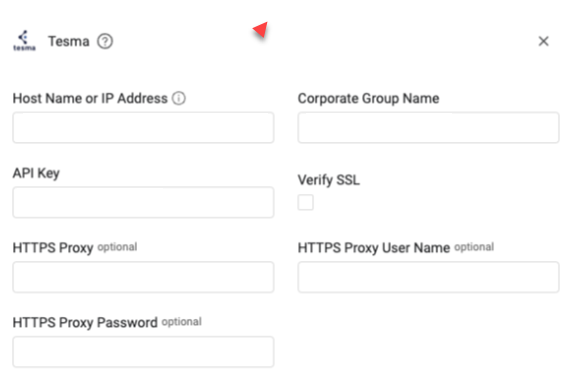 tesma
Tesma
Host Name or IP Address
Corporate Group Name
API Key
Verify SSL
HTTPS Proxy optional
HTTPS Proxy User Name optional
HTTPS Proxy Password optional